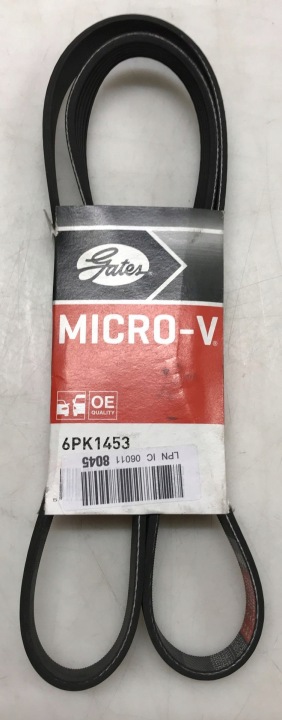 Gates
MICRO-V®
OE
QUALITY
6PK1453
LPN IC 06011 8045